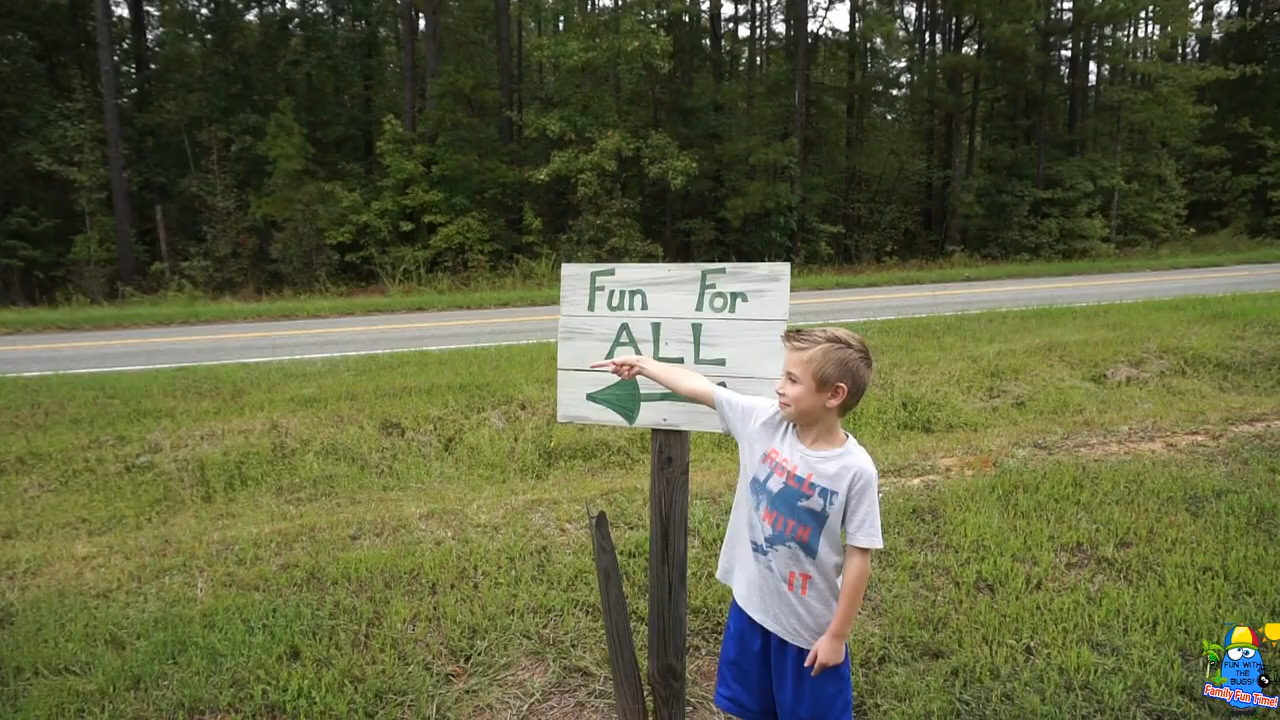 Fun For
ALL
ROLL
WITH
IT
FUN WITH
THE
BUGS!
Family Fun Time!